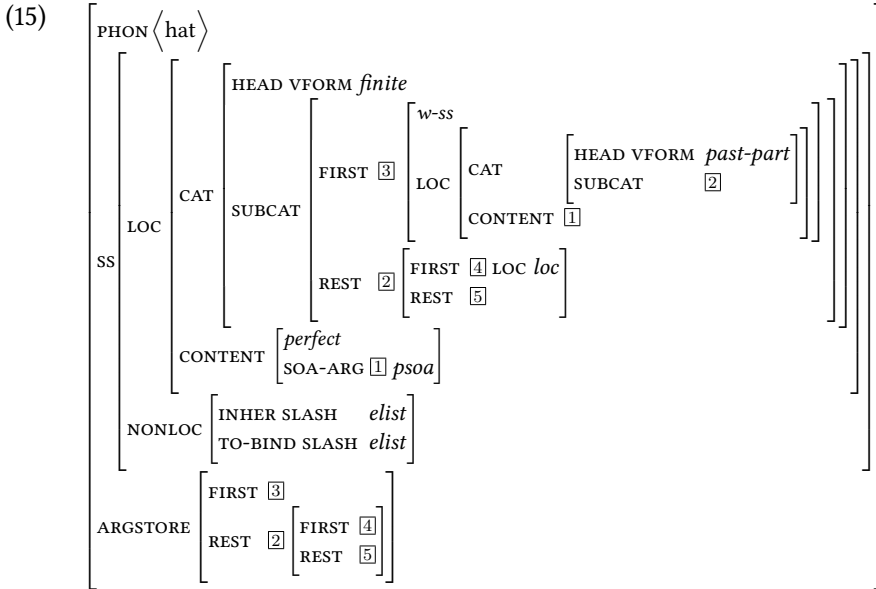 (15)
PHON ⟨hat⟩
HEAD VFORM finite
w-ss
HEAD VFORM past-part
FIRST 3
CAT
LOC
SUBCAT 2
CAT
SUBCAT
CONTENT 1
LOC
FIRST 4 LOC loc
SS
REST 2
REST 5
perfect
CONTENT
SOA-ARG 1 psoa
INHER SLASH elist
NONLOC
TO-BIND SLASH elist
FIRST 3
ARGSTORE
FIRST 4
REST 2
REST 5